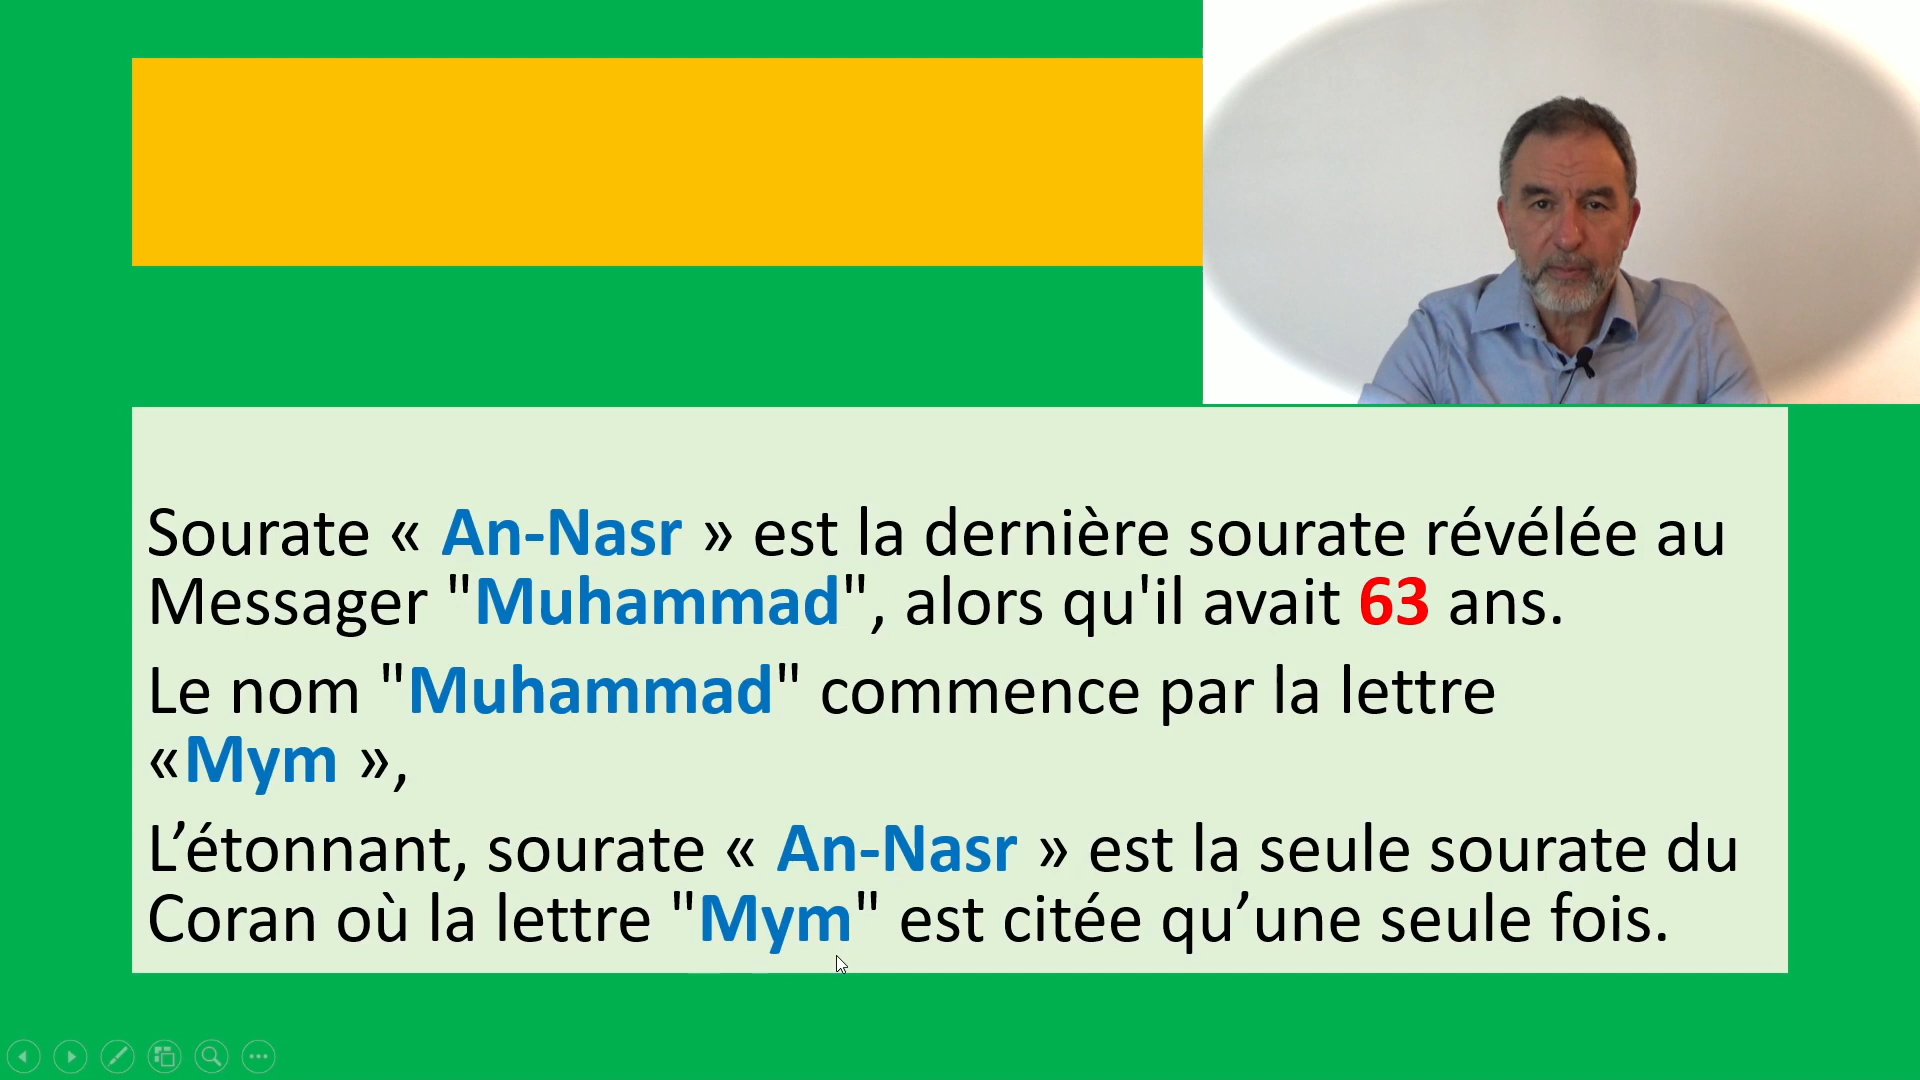 Sourate « An-Nasr » est la dernière sourate révélée au
Messager "Muhammad", alors qu'il avait 63 ans.
Le nom "Muhammad" commence par la lettre
«Mym »,
L’étonnant, sourate « An-Nasr » est la seule sourate du
Coran où la lettre "Mym" est citée qu’une seule fois.